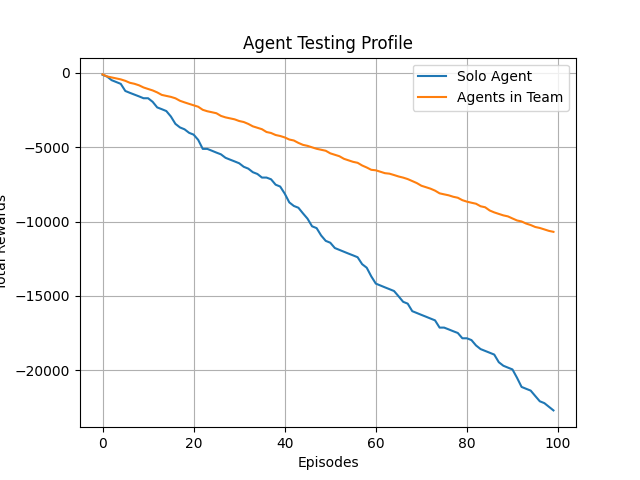 Agent Testing Profile
Solo Agent
Agents in Team
0
−5000
−10000
−15000
−20000
Total Rewards
0
20
40
60
80
100
Episodes